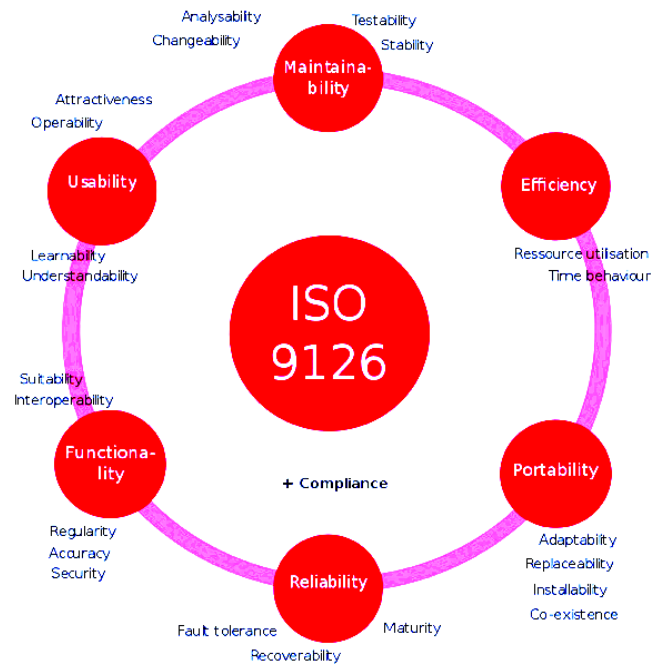 Analysability
Testability
Changeability
Stability
Maintaina-
bility
Attractiveness
Operability
Usability
Efficiency
Learnability
Understandability
Ressource utilisation
Time behaviour
ISO
9126
Suitability
Interoperability
Functiona-
lity
Portability
+ Compliance
Regularity
Accuracy
Security
Adaptability
Replaceability
Installability
Co-existence
Reliability
Fault tolerance
Maturity
Recoverability